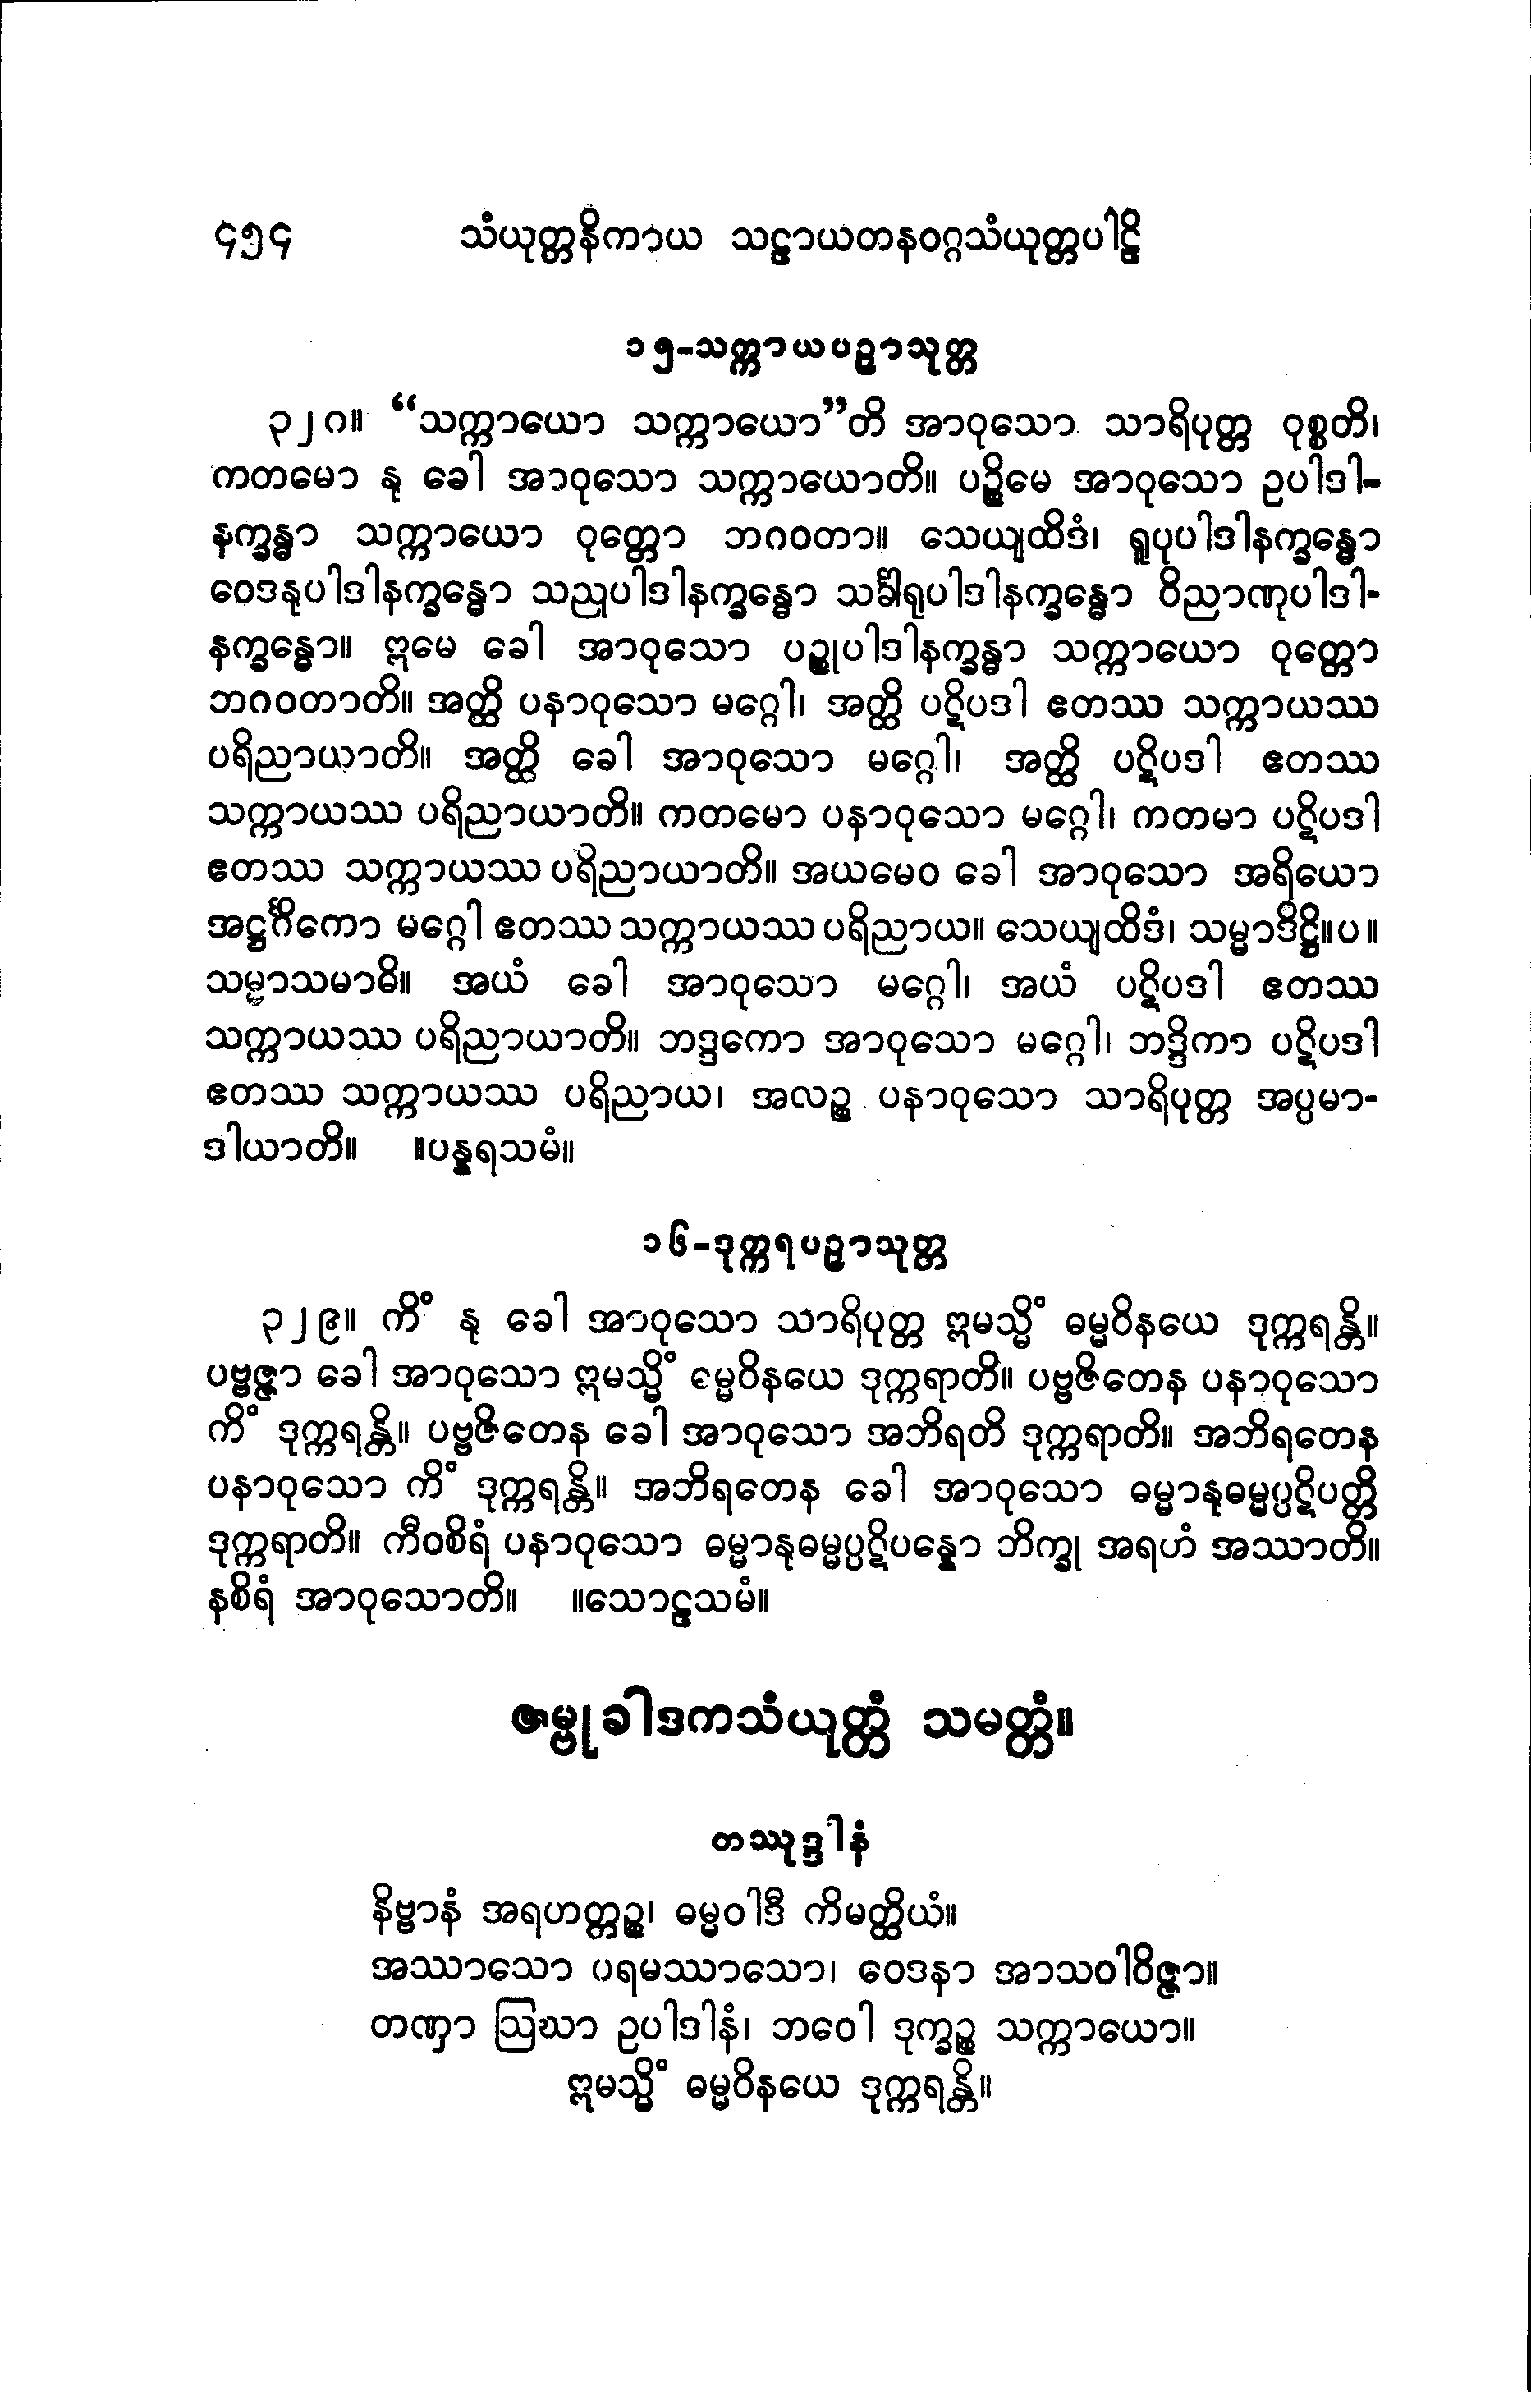 ၄၅၄ သံယုတ္တနိကာယ သဠာယတနဝဂ္ဂသံယုတ္တပါဠိ
၁၅-သက္ကာယပဉှာသုတ္တ
၃၂၈။ “သက္ကာယော သက္ကာယော”တိ အာဝုသော သာရိပုတ္တ ဝုစ္စတိ၊
ကတမော နု ခေါ အာဝုသော သက္ကာယောတိ။ ပဉ္စိမေ အာဝုသော ဥပါဒါ-
နက္ခန္ဓာ သက္ကာယော ဝုတ္တော ဘဂဝတာ။ သေယျထိဒံ၊ ရူပုပါဒါနက္ခန္ဓော
ဝေဒနုပါဒါနက္ခန္ဓော သညုပါဒါနက္ခန္ဓော သင်္ခါရုပါဒါနက္ခန္ဓော ဝိညာဏုပါဒါ-
နက္ခန္ဓော။ ဣမေ ခေါ အာဝုသော ပဉ္စုပါဒါနက္ခန္ဓာ သက္ကာယော ဝုတ္တော
ဘဂဝတာတိ။ အတ္ထိ ပနာဝုသော မဂ္ဂေါ၊ အတ္ထိ ပဋိပဒါ ဧတဿ သက္ကာယဿ
ပရိညာယာတိ။ အတ္ထိ ခေါ အာဝုသော မဂ္ဂေါ၊ အတ္ထိ ပဋိပဒါ ဧတဿ
သက္ကာယဿ ပရိညာယာတိ။ ကတမော ပနာဝုသော မဂ္ဂေါ၊ ကတမာ ပဋိပဒါ
ဧတဿ သက္ကာယဿ ပရိညာယာတိ။ အယမေဝ ခေါ အာဝုသော အရိယော
အဋ္ဌင်္ဂိကော မဂ္ဂေါ ဧတဿ သက္ကာယဿ ပရိညာယ။ သေယျထိဒံ၊ သမ္မာဒိဋ္ဌိ။ပ။
သမ္မာသမာဓိ။ အယံ ခေါ အာဝုသော မဂ္ဂေါ၊ အယံ ပဋိပဒါ ဧတဿ
သက္ကာယဿ ပရိညာယာတိ။ ဘဒ္ဒကော အာဝုသော မဂ္ဂေါ၊ ဘဒ္ဒိကာ ပဋိပဒါ
ဧတဿ သက္ကာယဿ ပရိညာယ၊ အလဉ္စ ပနာဝုသော သာရိပုတ္တ အပ္ပမာ-
ဒါယာတိ။ ။ပန္နရသမံ။
၁၆-ဒုက္ကရပဉှာသုတ္တ
၃၂၉။ ကိံ နု ခေါ အာဝုသော သာရိပုတ္တ ဣမသ္မိံ ဓမ္မဝိနယေ ဒုက္ကရန္တိ။
ပဗ္ဗဇ္ဇာ ခေါ အာဝုသော ဣမသ္မိံ ဓမ္မဝိနယေ ဒုက္ကရာတိ။ ပဗ္ဗဇိတေန ပနာဝုသော
ကိံ ဒုက္ကရန္တိ။ ပဗ္ဗဇိတေန ခေါ အာဝုသော အဘိရတိ ဒုက္ကရာတိ။ အဘိရတေန
ပနာဝုသော ကိံ ဒုက္ကရန္တိ။ အဘိရတေန ခေါ အာဝုသော ဓမ္မာနုဓမ္မပ္ပဋိပတ္တိ
ဒုက္ကရာတိ။ ကီဝစိရံ ပနာဝုသော ဓမ္မာနုဓမ္မပ္ပဋိပန္နော ဘိက္ခု အရဟံ အဿာတိ။
နစိရံ အာဝုသောတိ။ ။သောဠသမံ။
ဇမ္ဗုခါဒကသံယုတ္တံ သမတ္တံ။
တဿုဒ္ဒါနံ
နိဗ္ဗာနံ အရဟတ္တဉ္စ၊ ဓမ္မဝါဒီ ကိမတ္ထိယံ။
အဿာသော ပရမဿာသော၊ ဝေဒနာ အာသဝါဝိဇ္ဇာ။
တဏှာ ဩဃာ ဥပါဒါနံ၊ ဘဝေါ ဒုက္ခဉ္စ သက္ကာယော။
ဣမသ္မိံ ဓမ္မဝိနယေ ဒုက္ကရန္တိ။